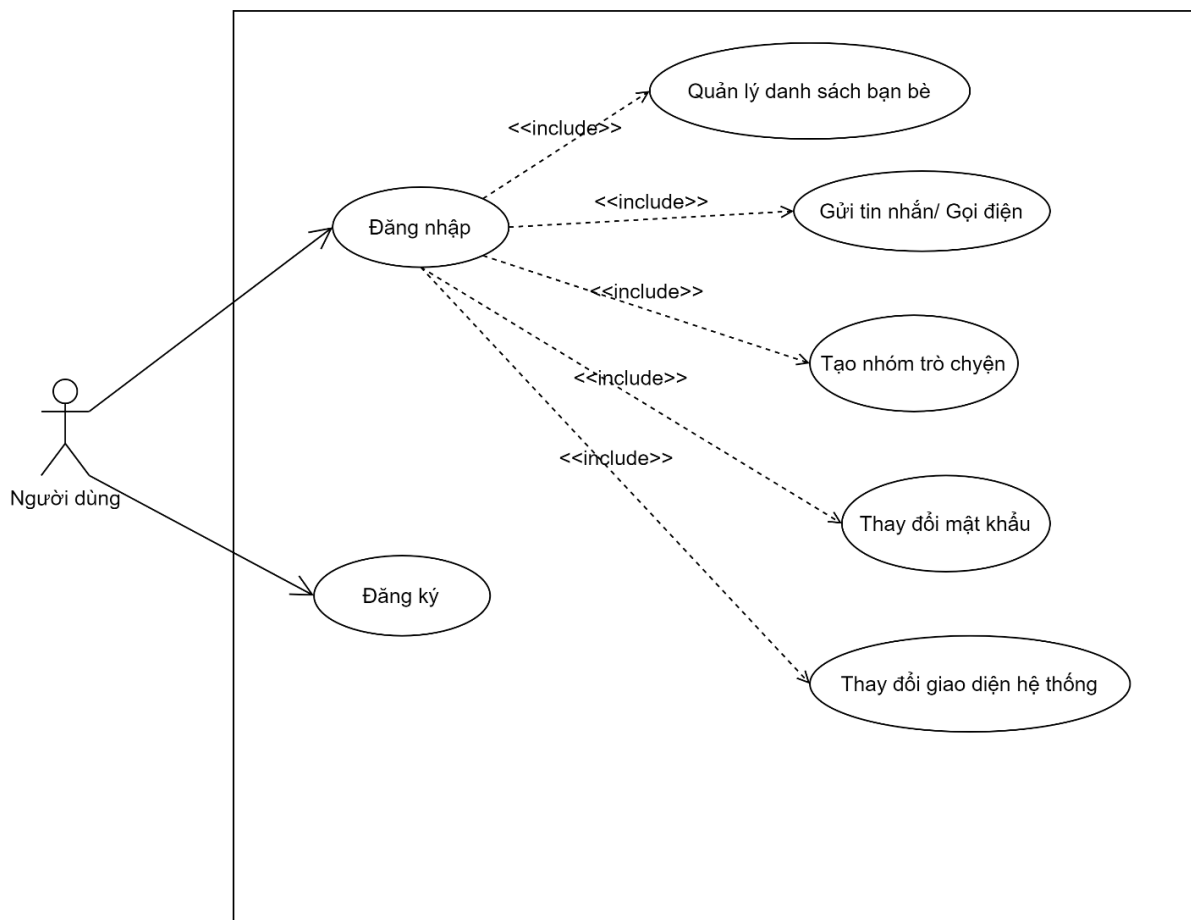 Quản lý danh sách bạn bè
<<include>>
<<include>>
Gửi tin nhắn/ Gọi điện
Đăng nhập
<<include>>
Tạo nhóm trò chyện
<<include>>
<<include>>
Người dùng
Thay đổi mật khẩu
Đăng ký
Thay đổi giao diện hệ thống